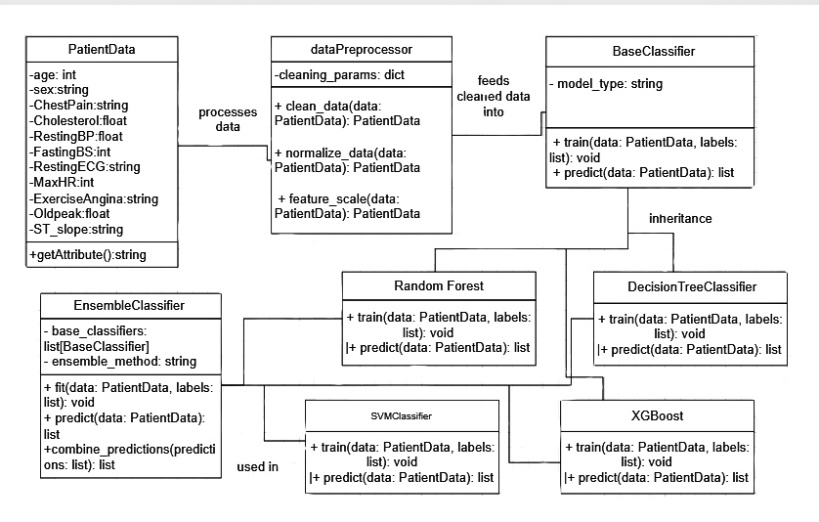 PatientData
-age: int
-sex:string
-ChestPain:string
-Cholesterol:float
-RestingBP:float
-FastingBS:int
-RestingECG:string
-MaxHR:int
-ExerciseAngina:string
-Oldpeak:float
-ST_slope:string
+getAttribute():string
processes
data
dataPreprocessor
-cleaning_params: dict
+ clean_data(data:
PatientData): PatientData
+ normalize_data(data:
PatientData): PatientData
+ feature_scale(data:
PatientData): PatientData
feeds
cleaned data
into
BaseClassifier
- model_type: string
+ train(data: PatientData, labels:
list): void
+ predict(data: PatientData): list
inheritance
EnsembleClassifier
- base_classifiers:
list[BaseClassifier]
- ensemble_method: string
+ fit(data: PatientData, labels:
list): void
+ predict(data: PatientData):
list
+combine_predictions(predicti
ons: list): list
used in
Random Forest
+ train(data: PatientData, labels:
list): void
|+ predict(data: PatientData): list
DecisionTreeClassifier
+ train(data: PatientData, labels:
list): void
|+ predict(data: PatientData): list
SVMClassifier
+ train(data: PatientData, labels:
list): void
|+ predict(data: PatientData): list
XGBoost
+ train(data: PatientData, labels:
list): void
|+ predict(data: PatientData): list